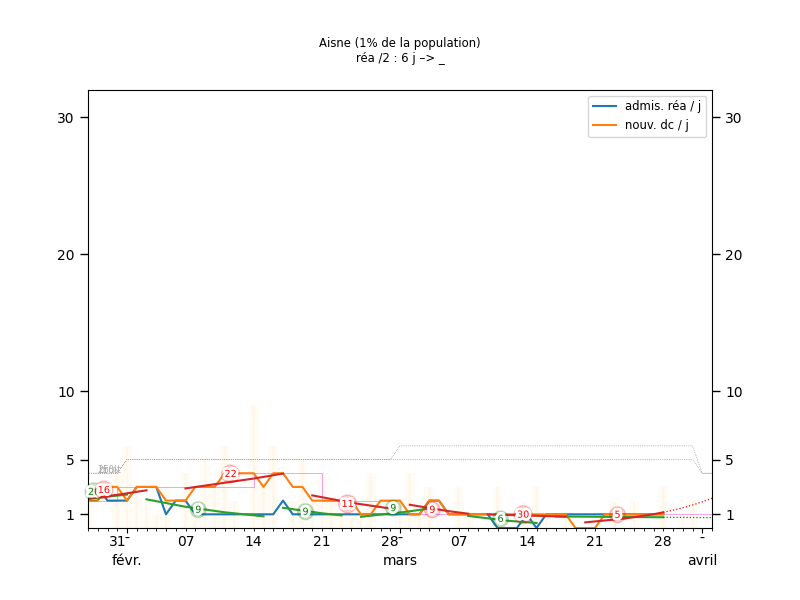 Aisne (1% de la population)
réa /2 : 6 j –> _
admis. réa / j
nouv. dc / j
30 30
20 20
10 10
5 5
1 1
22
16
9
9
11
9
9
6
30
5
31- 07 14 21 28- 07 14 21 28 -
févr. mars avril